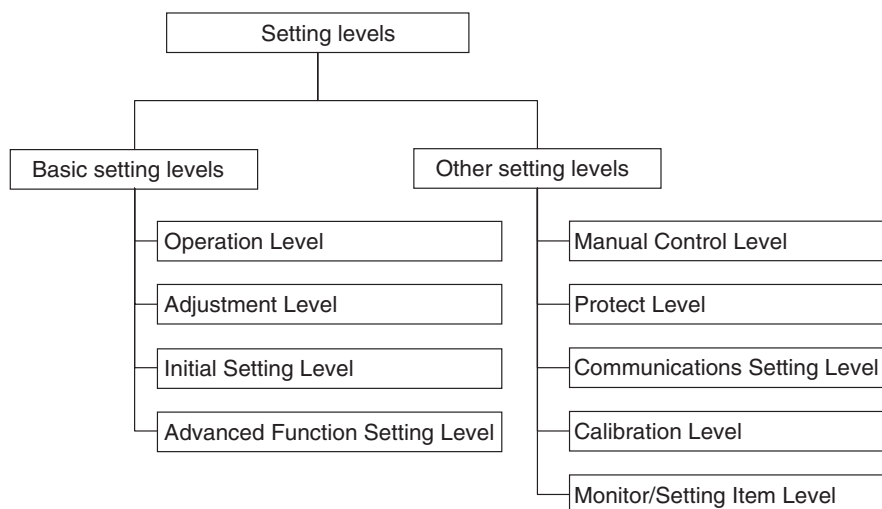 Setting levels
Basic setting levels
Other setting levels
Operation Level
Adjustment Level
Initial Setting Level
Advanced Function Setting Level
Manual Control Level
Protect Level
Communications Setting Level
Calibration Level
Monitor/Setting Item Level